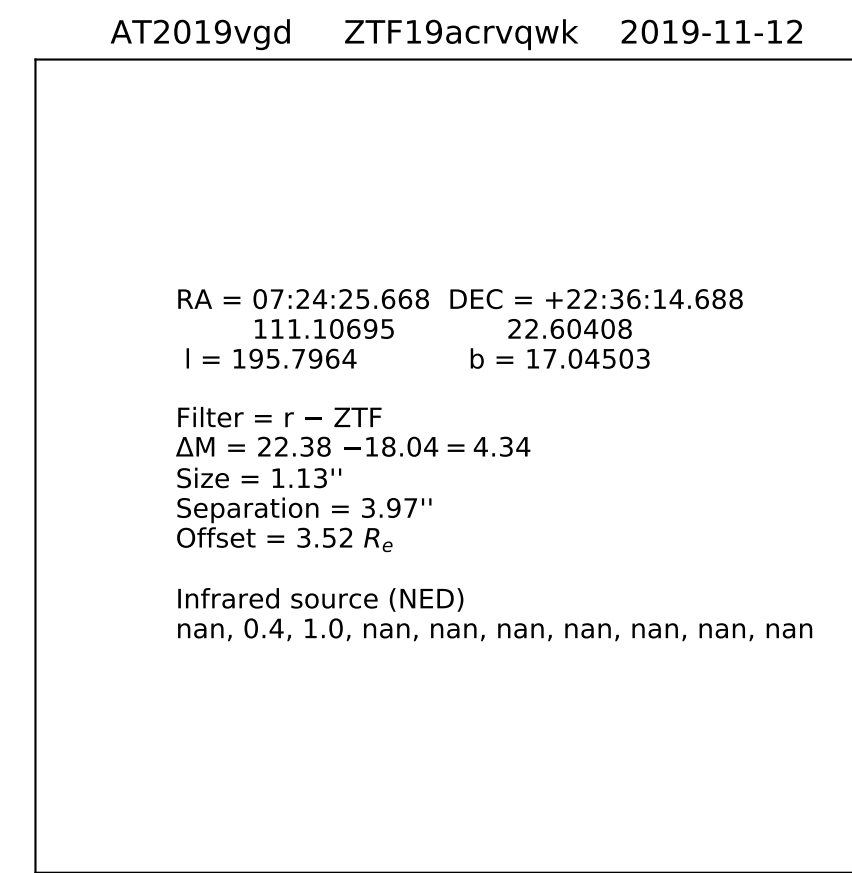 AT2019vgd ZTF19acrvqwk 2019-11-12
RA = 07:24:25.668 DEC = +22:36:14.688
111.10695 22.60408
l = 195.7964 b = 17.04503
Filter = r − ZTF
ΔM = 22.38 −18.04 = 4.34
Size = 1.13''
Separation = 3.97''
Offset = 3.52 Rₑ
Infrared source (NED)
nan, 0.4, 1.0, nan, nan, nan, nan, nan, nan, nan